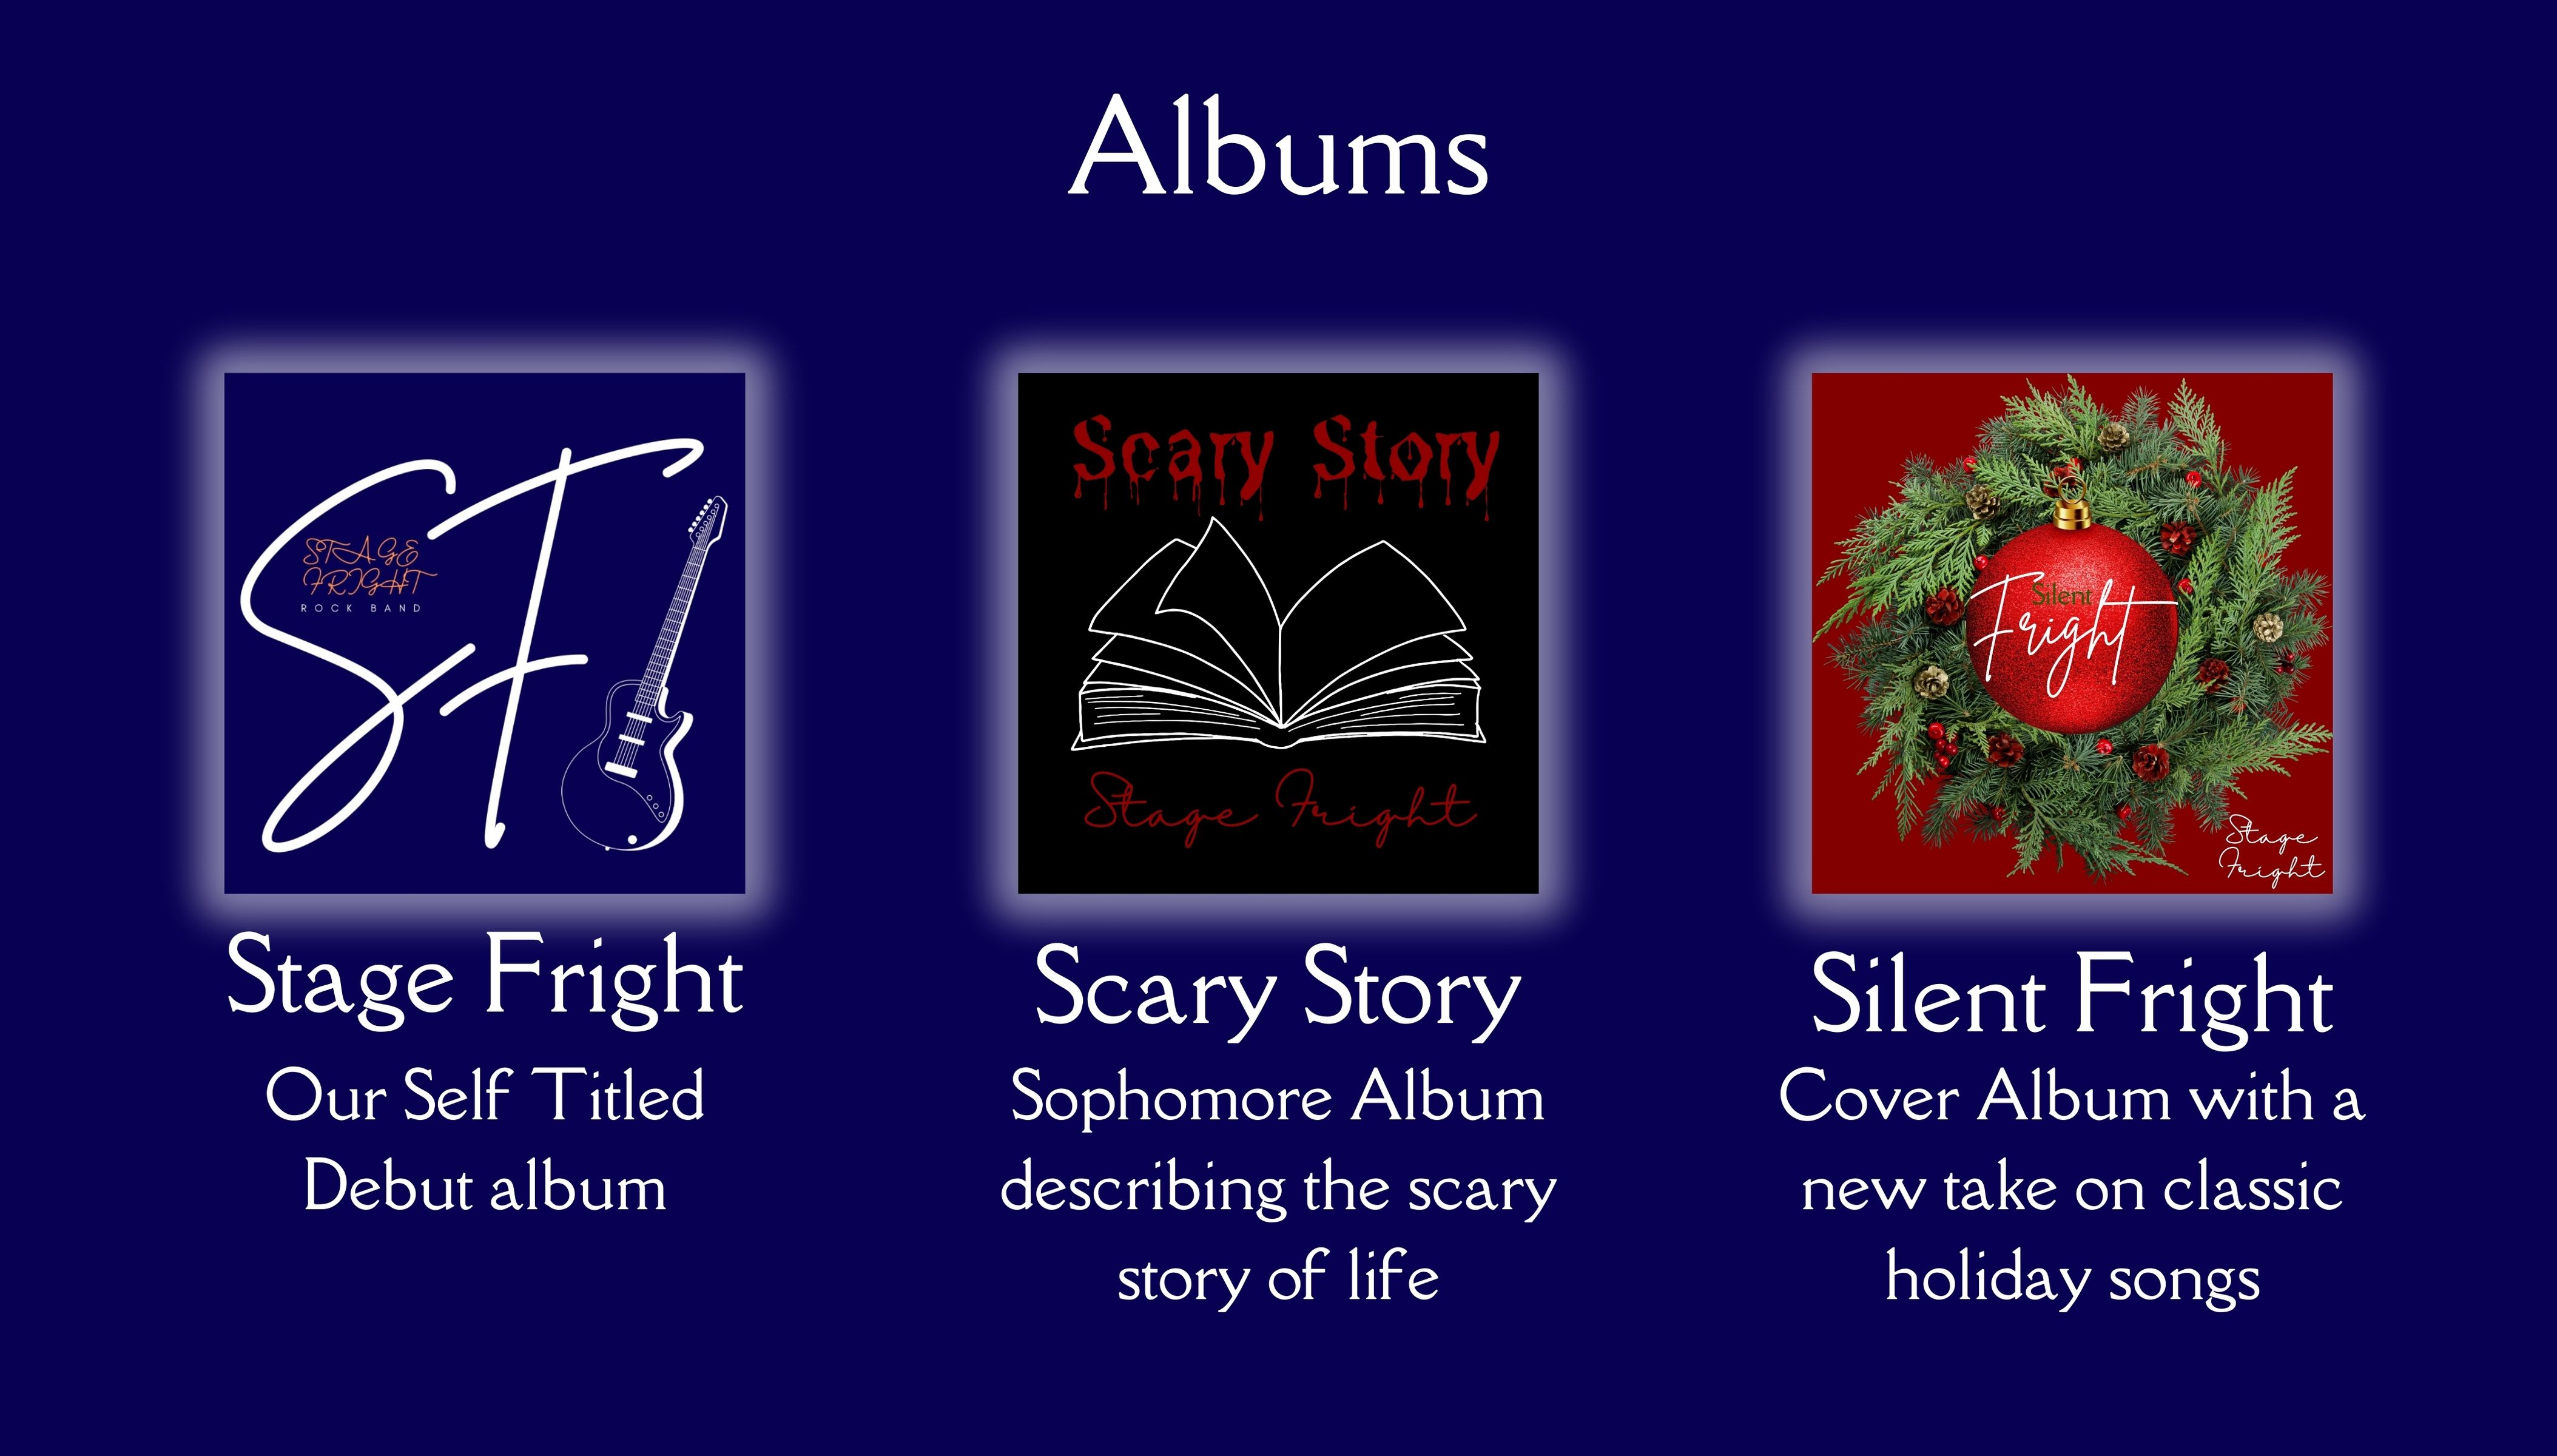 Albums
STAGE
FRIGHT
ROCK BAND
Scary Story
Stage Fright
Silent
Fright
Stage
Fright
Stage Fright
Our Self Titled
Debut album
Scary Story
Sophomore Album
describing the scary
story of life
Silent Fright
Cover Album with a
new take on classic
holiday songs